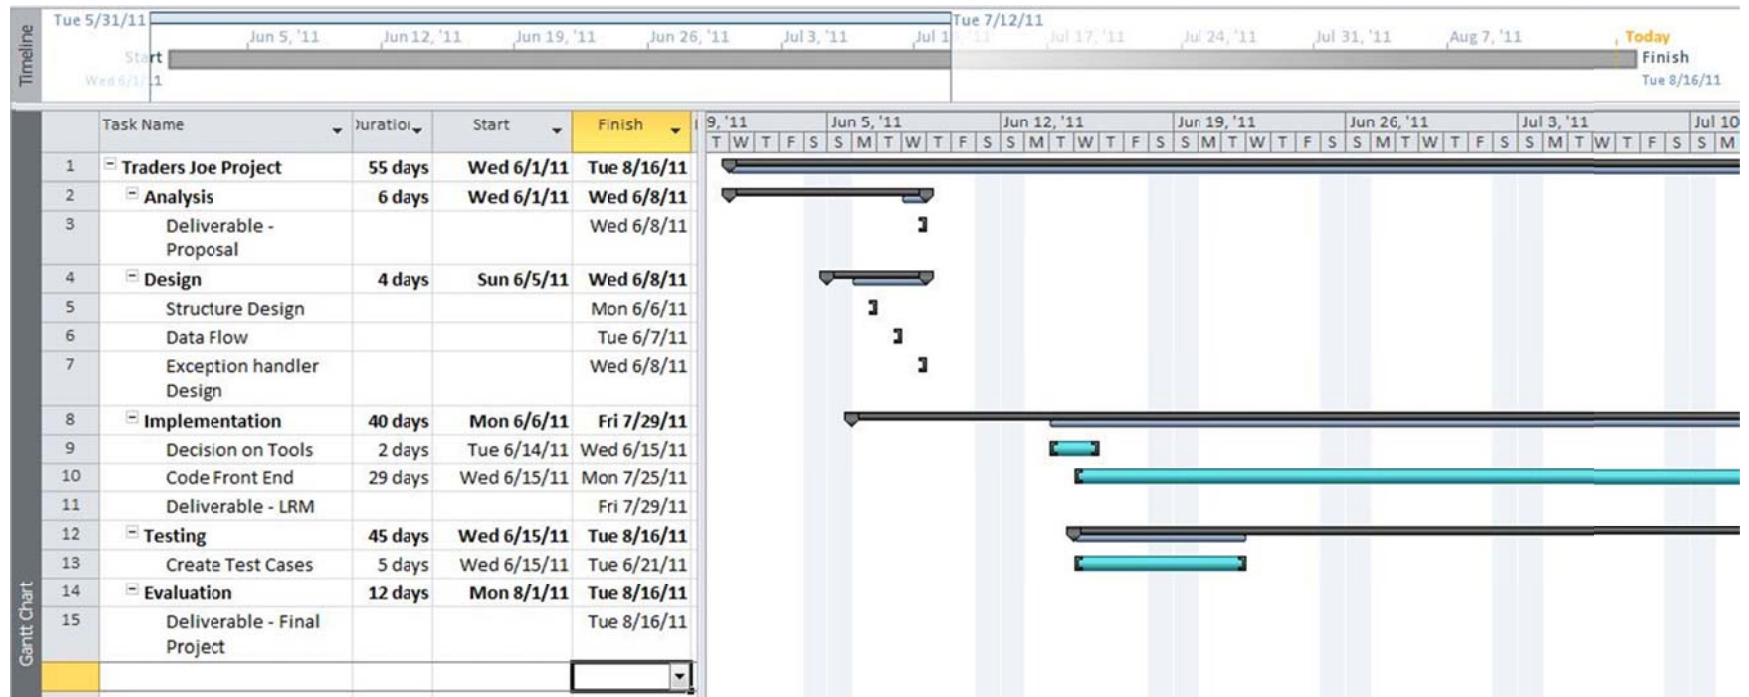 Timeline
Tue 5/31/11 Tue 7/12/11
Jun 5, '11 Jun 12, '11 Jun 19, '11 Jun 26, '11 Jul 3, '11 Jul 17, '11 Jul 24, '11 Jul 31, '11 Aug 7, '11 Today
Start Finish
Wed 6/1/11 Tue 8/16/11
Gantt Chart
Task Name Start Finish 9, '11 Jun 5, '11 Jun 12, '11 Jun 19, '11 Jun 26, '11 Jul 3, '11 Jul 10
T W T F S S M T W T F S S M T W T F S S M T W T F S S M T W T F S S M T W T F S S M
1 Traders Joe Project 55 days Wed 6/1/11 Tue 8/16/11
2 Analysis 6 days Wed 6/1/11 Wed 6/8/11
3 Deliverable - Wed 6/8/11
Proposal
4 Design 4 days Sun 6/5/11 Wed 6/8/11
5 Structure Design Mon 6/6/11
6 Data Flow Tue 6/7/11
7 Exception handler Wed 6/8/11
Design
8 Implementation 40 days Mon 6/6/11 Fri 7/29/11
9 Decision on Tools 2 days Tue 6/14/11 Wed 6/15/11
10 Code Front End 29 days Wed 6/15/11 Mon 7/25/11
11 Deliverable - LRM Fri 7/29/11
12 Testing 45 days Wed 6/15/11 Tue 8/16/11
13 Create Test Cases 5 days Wed 6/15/11 Tue 6/21/11
14 Evaluation 12 days Mon 8/1/11 Tue 8/16/11
15 Deliverable - Final Tue 8/16/11
Project